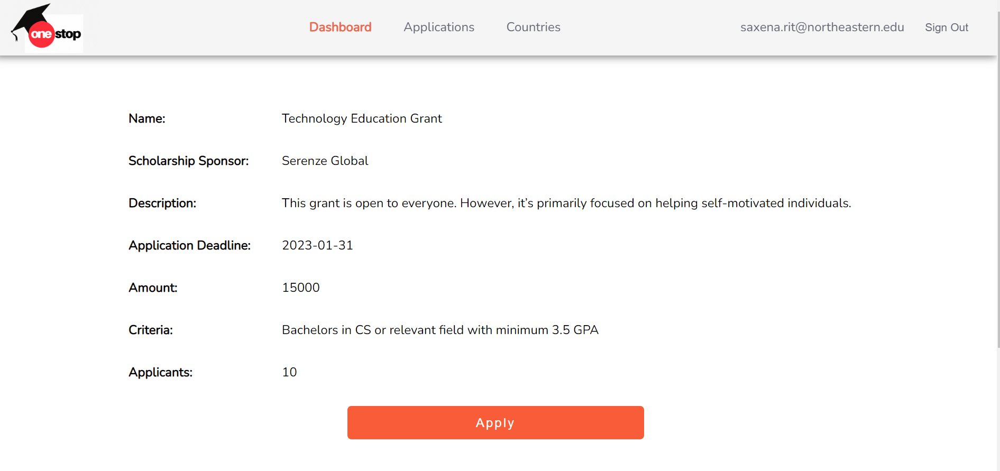 one stop
Dashboard Applications Countries saxena.rit@northeastern.edu Sign Out
Name: Technology Education Grant
Scholarship Sponsor: Serenze Global
Description: This grant is open to everyone. However, it’s primarily focused on helping self-motivated individuals.
Application Deadline: 2023-01-31
Amount: 15000
Criteria: Bachelors in CS or relevant field with minimum 3.5 GPA
Applicants: 10
Apply